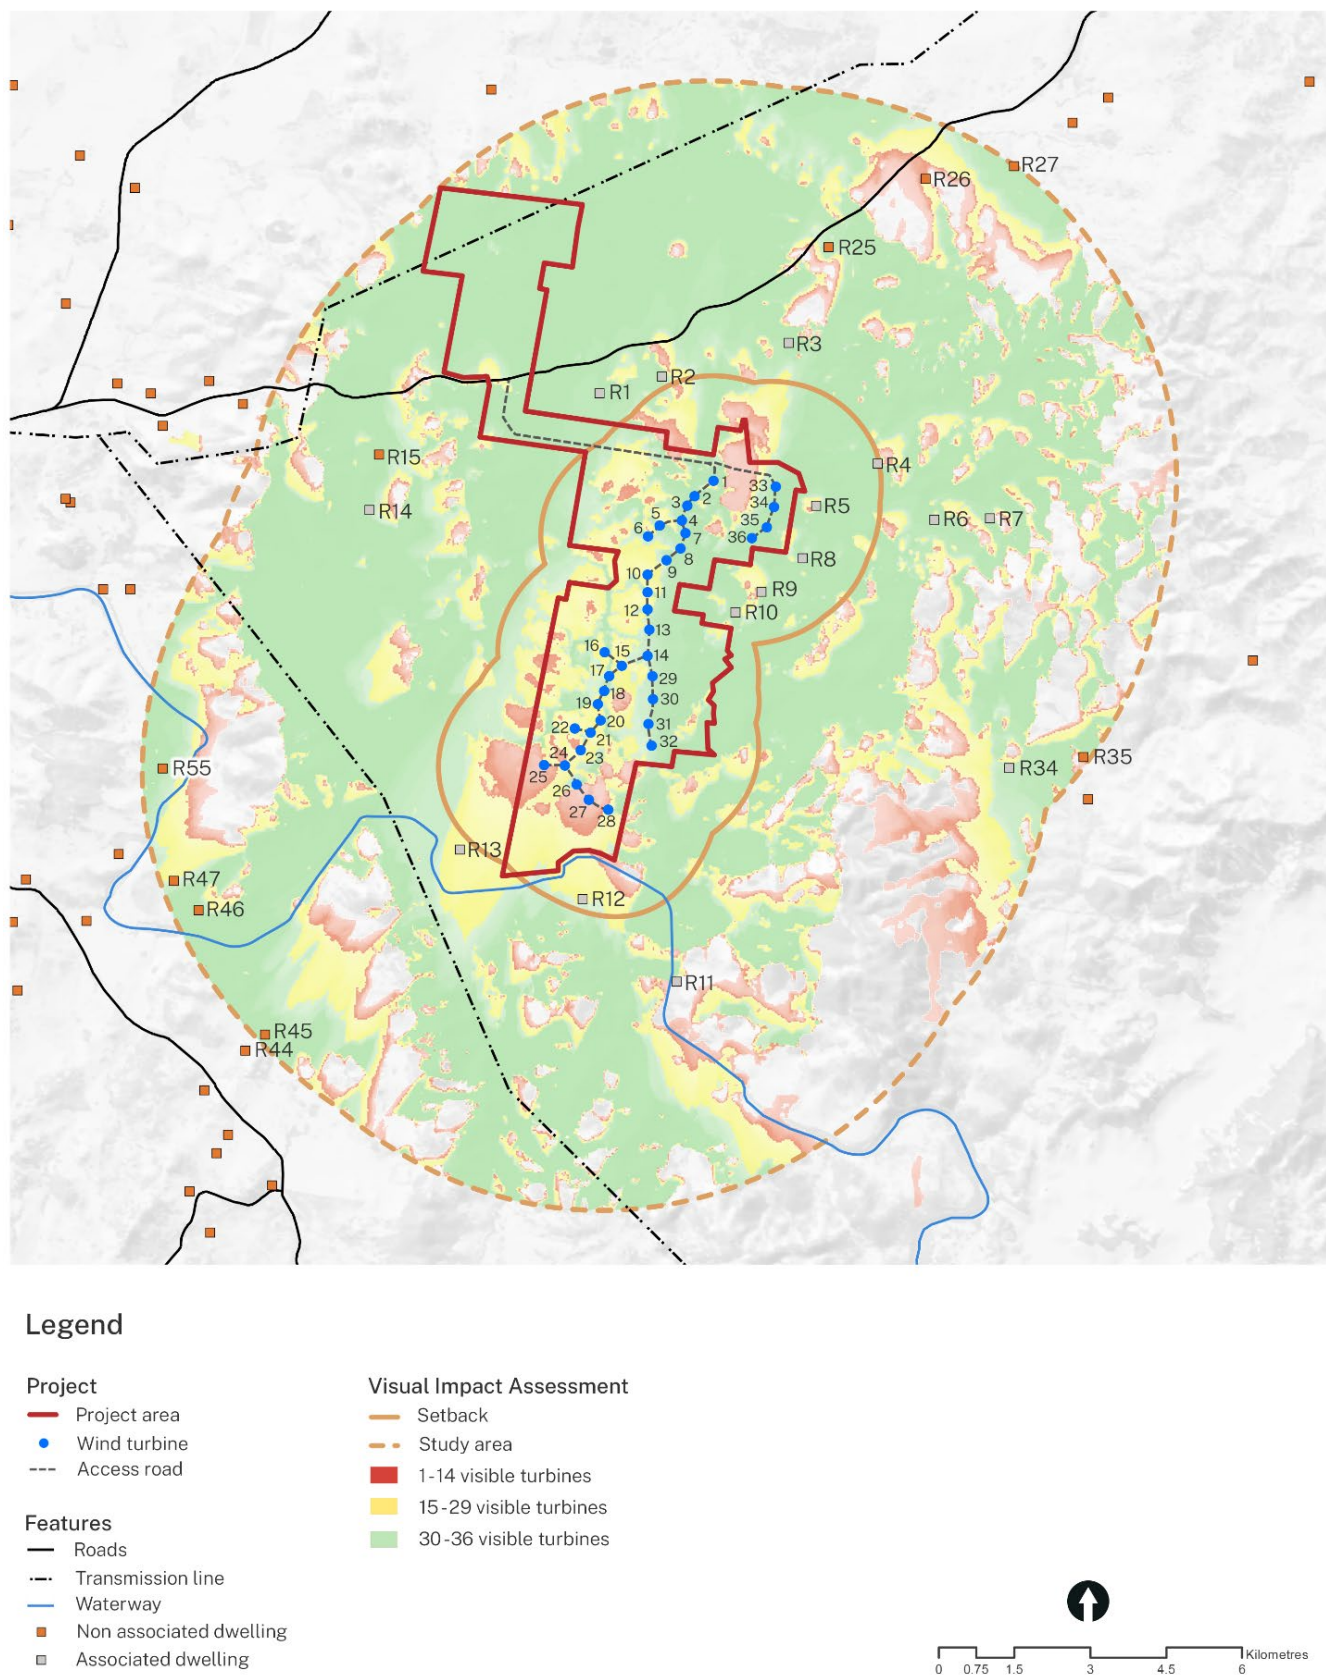 R27
R26
R25
R3
R2
R1
R15
R4
R14
1
33
2
3
34
R5
5
4
R6
R7
35
6
7
36
8
R8
9
10
R9
11
12
R10
13
16
15
14
17
29
18
30
19
20
22
31
21
32
24
23
R35
R55
R34
25
26
27
28
R13
R47
R12
R46
R11
R45
R44
Legend
Project
Project area
Wind turbine
Access road
Features
Roads
Transmission line
Waterway
Non associated dwelling
Associated dwelling
Visual Impact Assessment
Setback
Study area
1-14 visible turbines
15-29 visible turbines
30-36 visible turbines
Kilometres
0 0.75 1.5 3 4.5 6